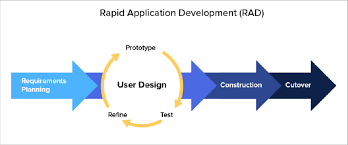 Rapid Application Development (RAD)
Prototype
Requirements
Planning
User Design
Construction
Cutover
Refine
Test